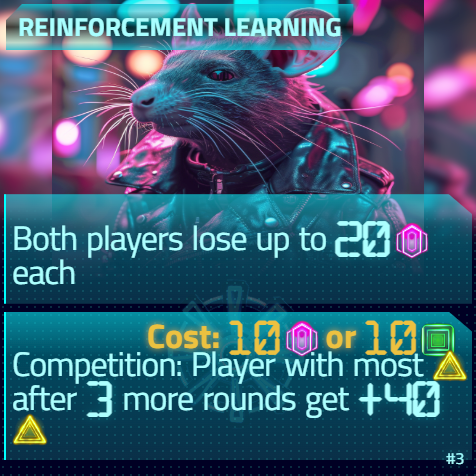 REINFORCEMENT LEARNING
Both players lose up to 20
each
Cost: 10 or 10
Competition: Player with most
after 3 more rounds get +40
#3